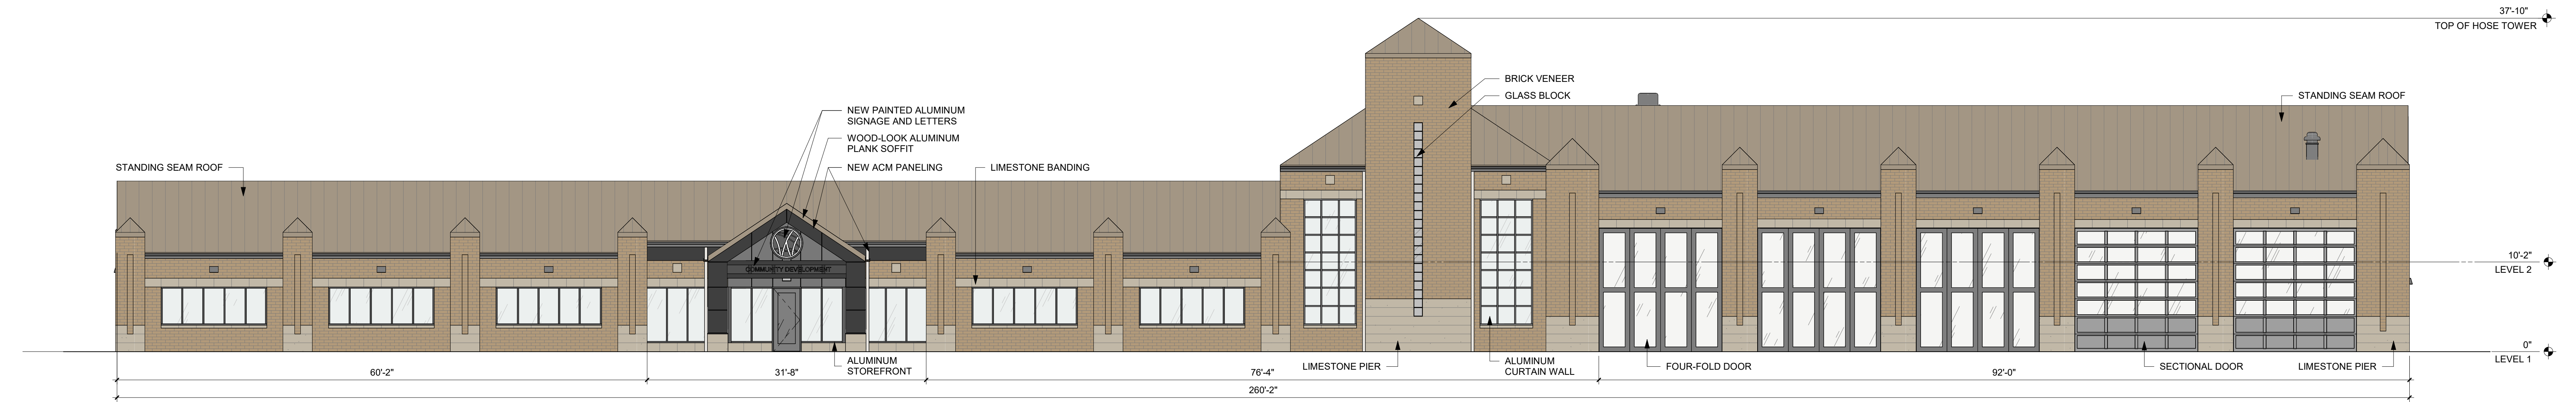 37'-10"
TOP OF HOSE TOWER
BRICK VENEER
GLASS BLOCK
STANDING SEAM ROOF
NEW PAINTED ALUMINUM
SIGNAGE AND LETTERS
WOOD-LOOK ALUMINUM
PLANK SOFFIT
STANDING SEAM ROOF
NEW ACM PANELING
LIMESTONE BANDING
W
COMMUNITY DEVELOPMENT
10'-2"
LEVEL 2
0"
LEVEL 1
ALUMINUM
STOREFRONT
LIMESTONE PIER
ALUMINUM
CURTAIN WALL
FOUR-FOLD DOOR
SECTIONAL DOOR
LIMESTONE PIER
60'-2"
31'-8"
76'-4"
92'-0"
260'-2"